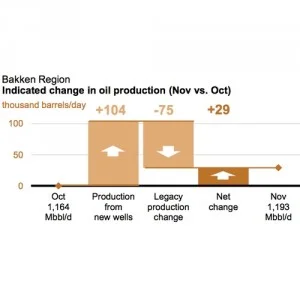 Bakken Region
Indicated change in oil production (Nov vs. Oct)
thousand barrels/day
+104 -75 +29
100
50
0
Oct
1,164
Mbbl/d
Production
from
new wells
Legacy
production
change
Net
change
Nov
1,193
Mbbl/d